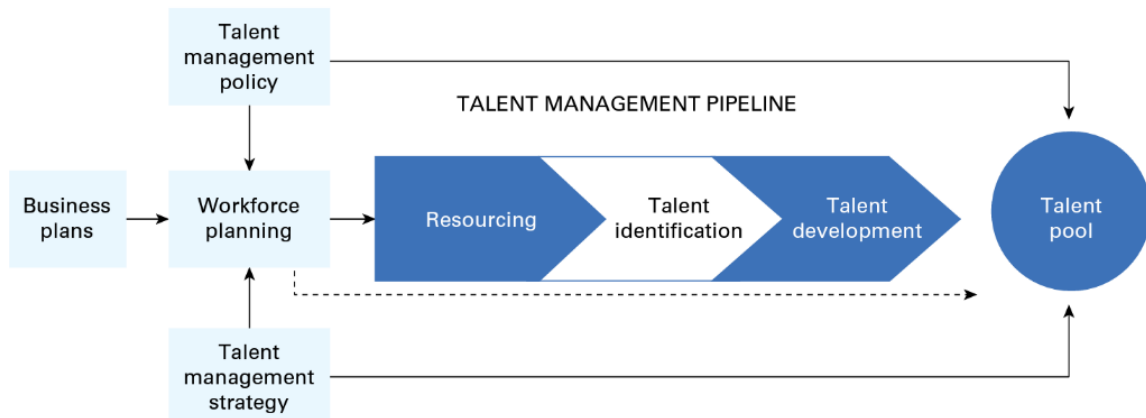 Talent
management
policy
TALENT MANAGEMENT PIPELINE
Business
plans
Workforce
planning
Resourcing
Talent
identification
Talent
development
Talent
pool
Talent
management
strategy